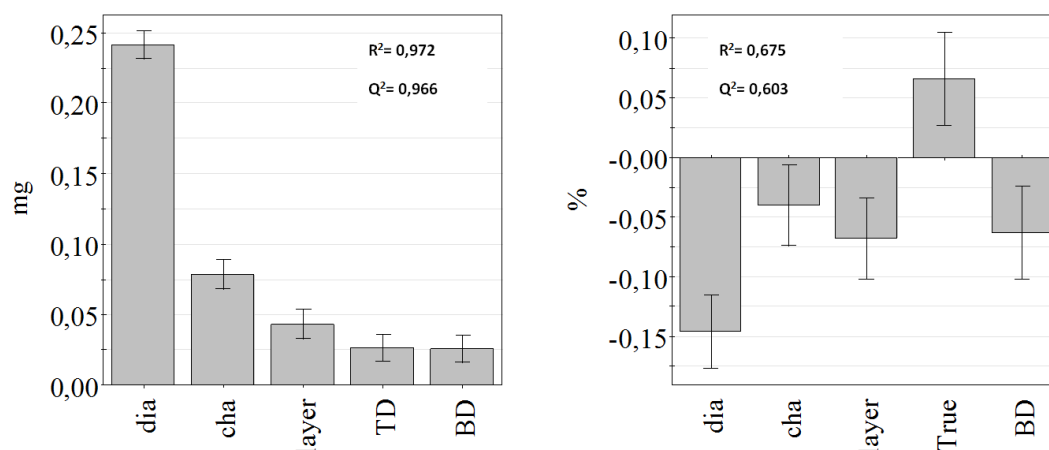 0,25
0,20
0,15
0,10
0,05
0,00
mg
R²= 0,972
Q²= 0,966
dia
cha
layer
TD
BD
0,10
0,05
-0,00
-0,05
-0,10
-0,15
%
R²= 0,675
Q²= 0,603
dia
cha
layer
True
BD